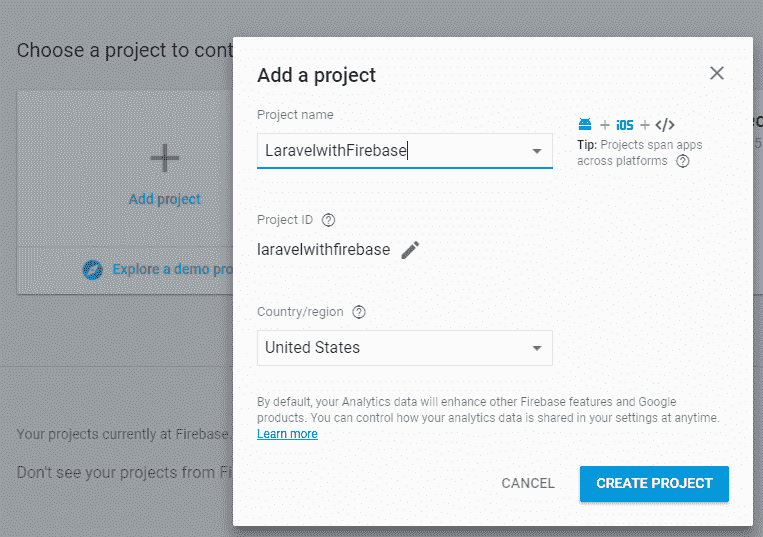 Choose a project to cont
Add project
Explore a demo pro
Your projects currently at Firebase.
Don't see your projects from Fi
Add a project
Project name
LaravelwithFirebase
iOS + </>
Tip: Projects span apps
across platforms
Project ID
laravelwithfirebase
Country/region
United States
By default, your Analytics data will enhance other Firebase features and Google
products. You can control how your analytics data is shared in your settings at anytime.
Learn more
CANCEL
CREATE PROJECT